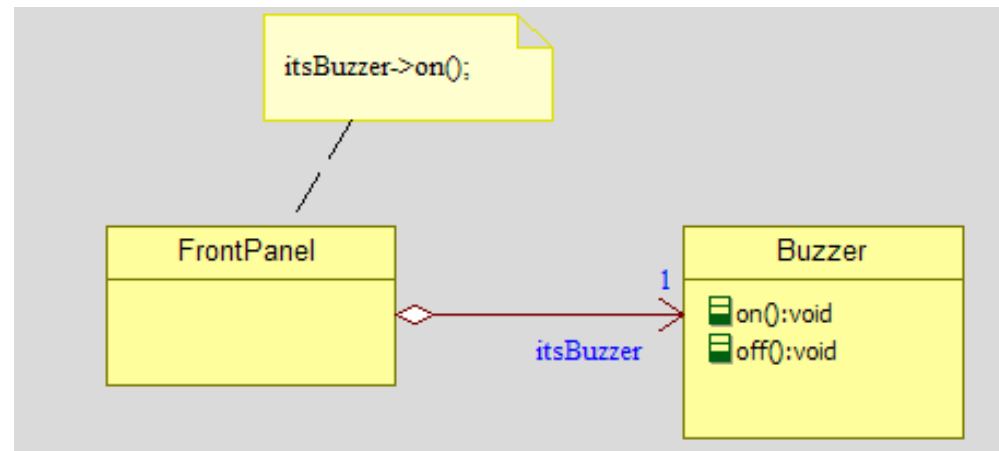 itsBuzzer->on();
FrontPanel
Buzzer
1
on():void
itsBuzzer
off():void